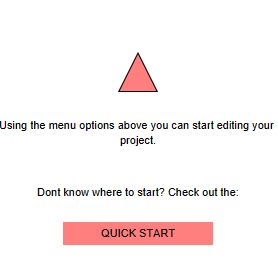 Using the menu options above you can start editing your
project.
Dont know where to start? Check out the:
QUICK START